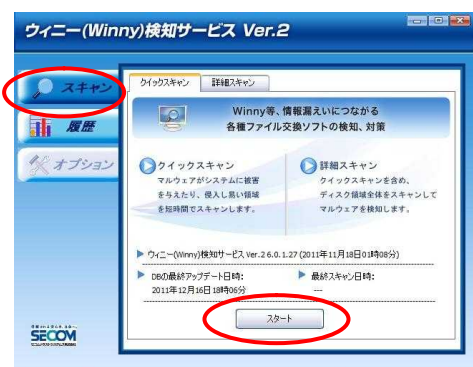 ウィニー(Winny)検知サービス Ver.2
スキャン
履歴
オプション
クイックスキャン 詳細スキャン
Winny等、情報漏えいにつながる
各種ファイル交換ソフトの検知、対策
クイックスキャン
マルウェアがシステムに被害
を与えたり、侵入し易い領域
を短時間でスキャンします。
詳細スキャン
クイックスキャンを含め、
ディスク領域全体をスキャンして
マルウェアを検知します。
ウィニー(Winny)検知サービス Ver.2 6.0.1.27 (2011年11月18日01時08分)
DBの最終アップデート日時:
2011年12月16日 18時06分
最終スキャン日時:
---
スタート
SECOM